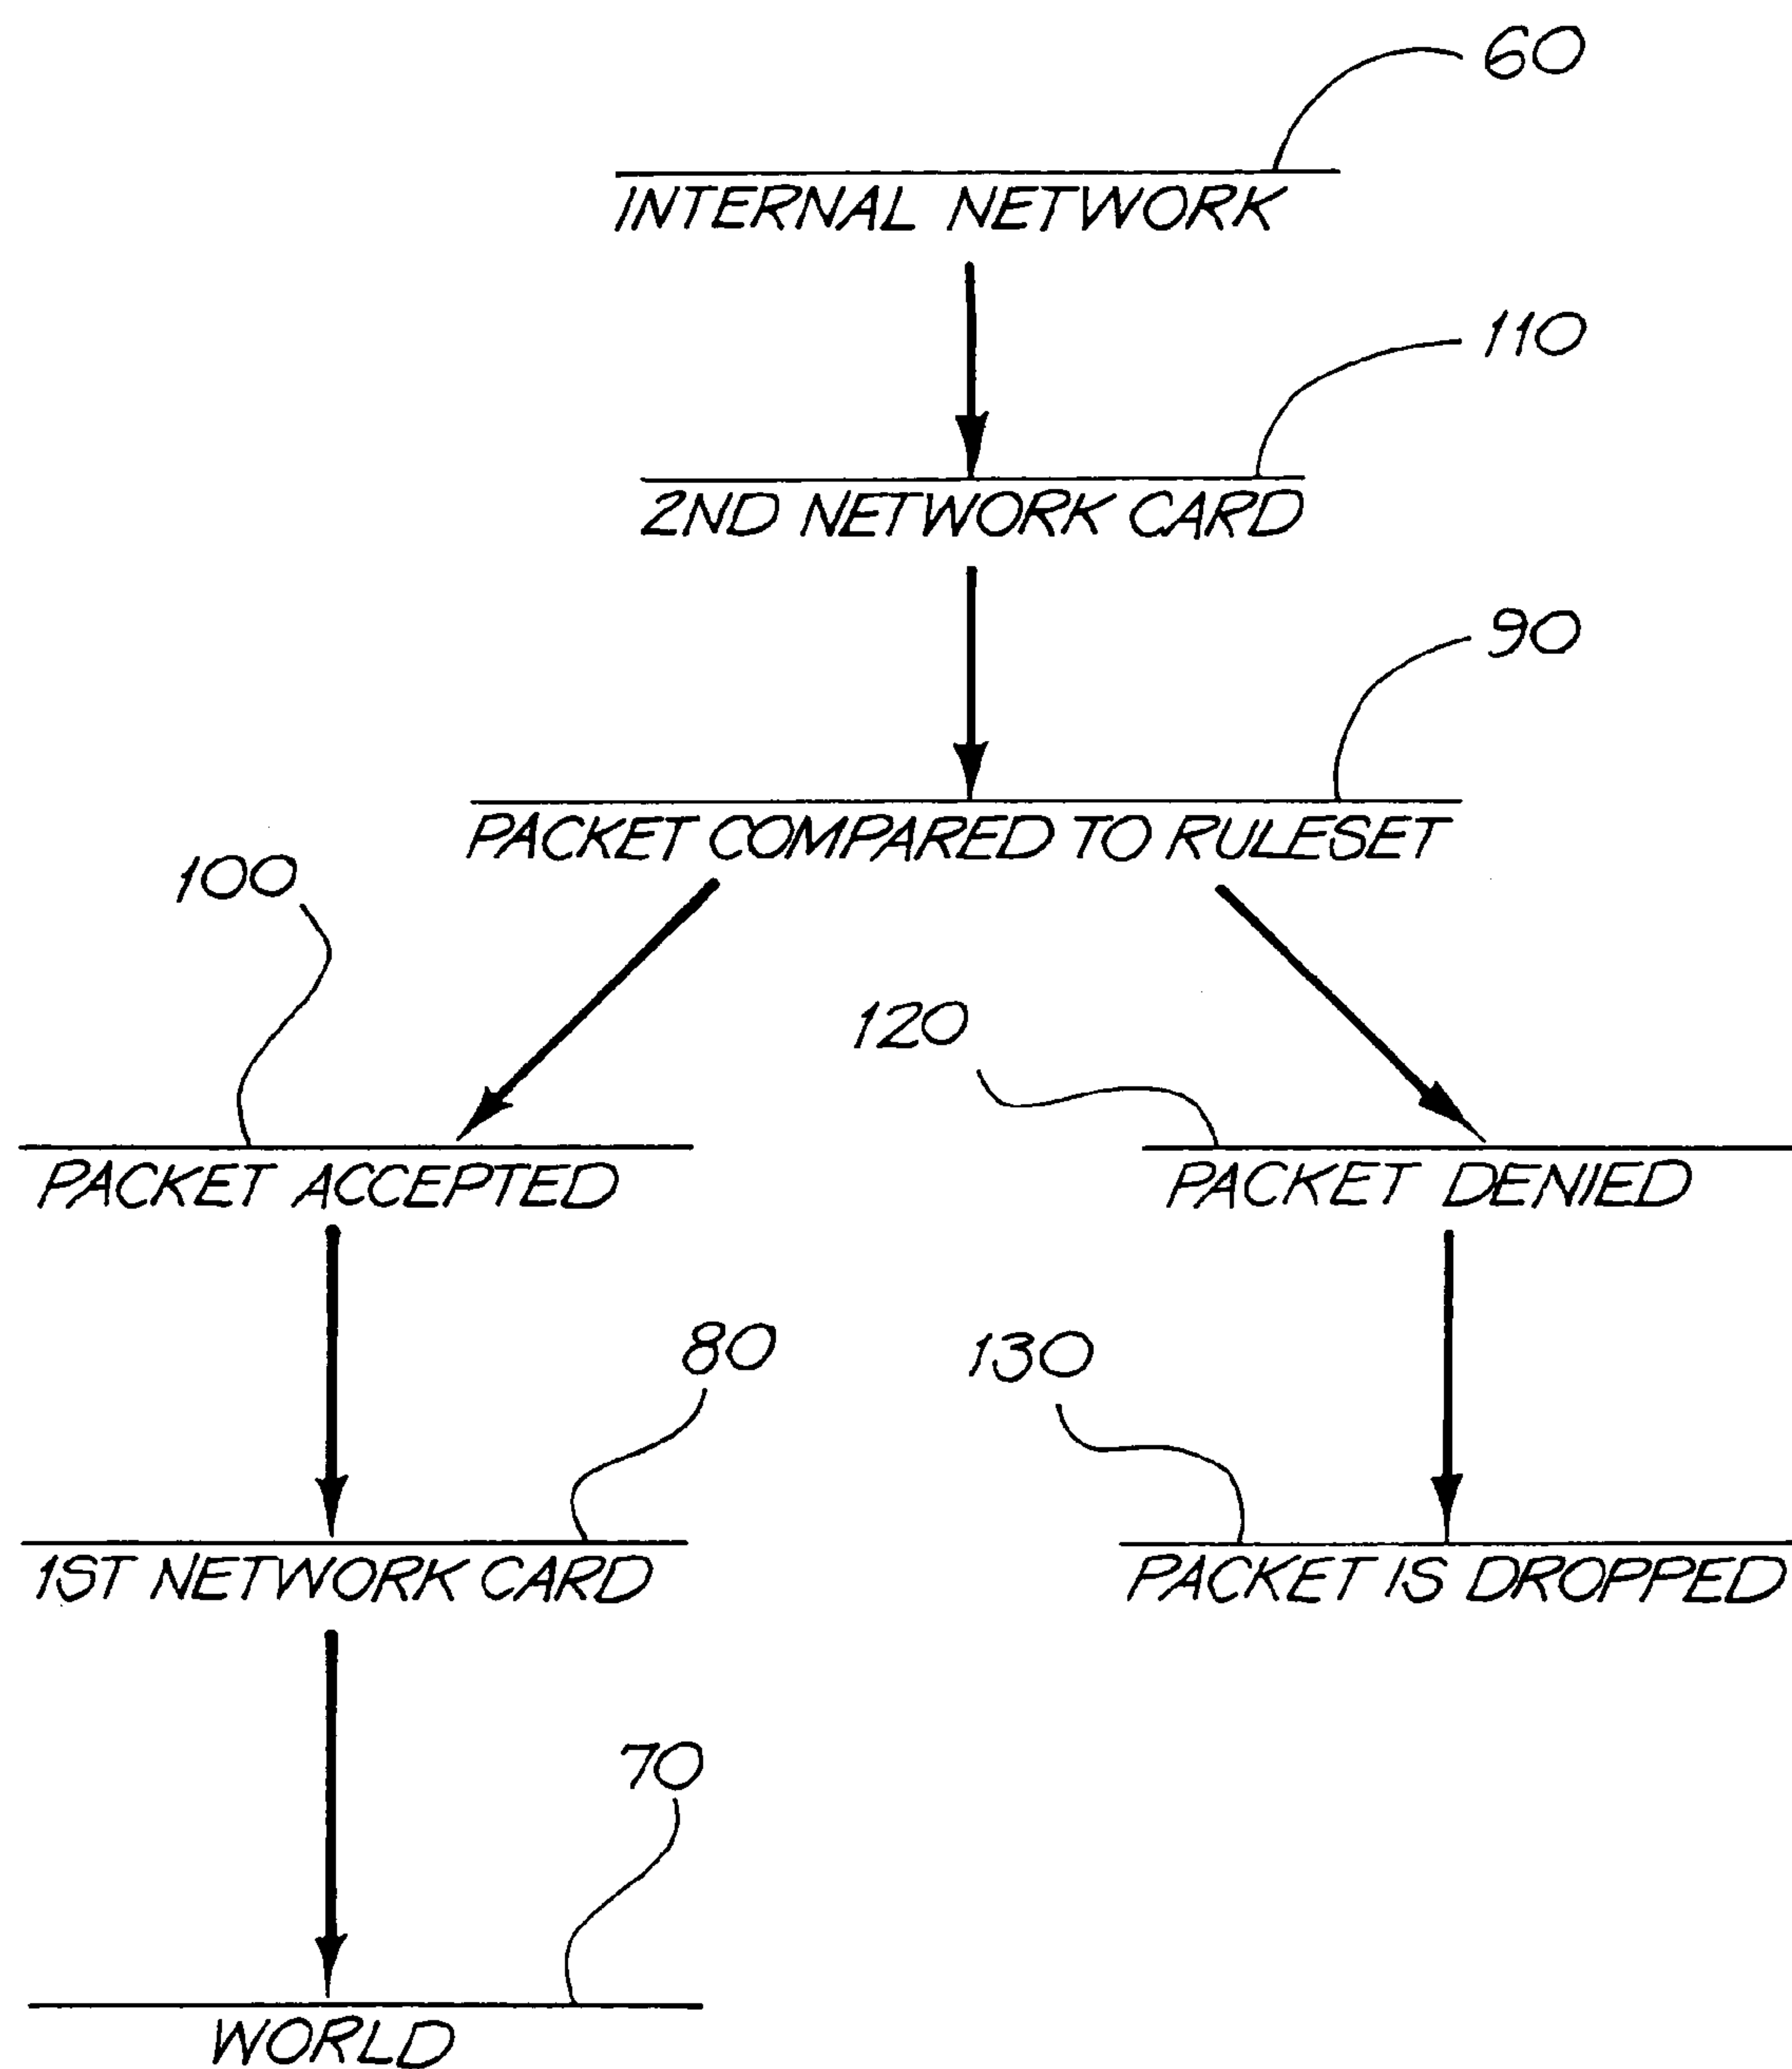 60
INTERNAL NETWORK
110
2ND NETWORK CARD
90
PACKET COMPARED TO RULESET
100
120
PACKET ACCEPTED
PACKET DENIED
80
130
1ST NETWORK CARD
PACKET IS DROPPED
70
WORLD